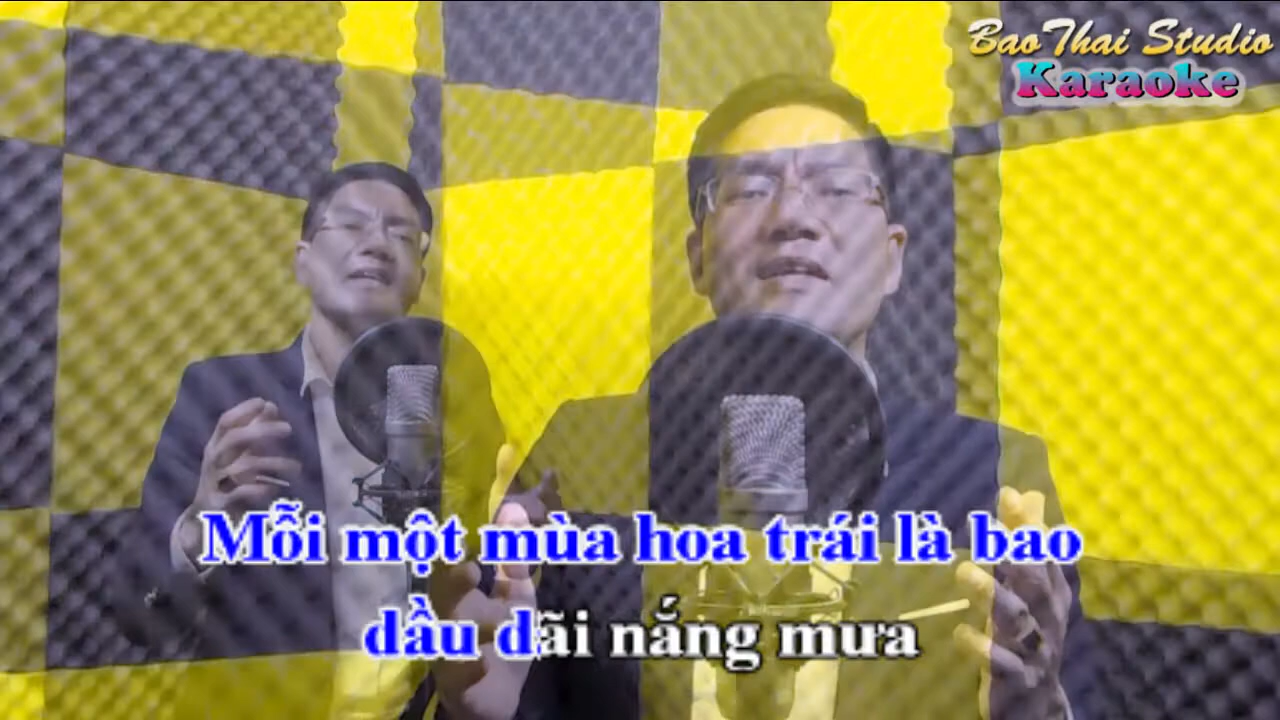 BaoThai Studio
Karaoke
Mỗi một mùa hoa trái là bao
dầu dãi nắng mưa